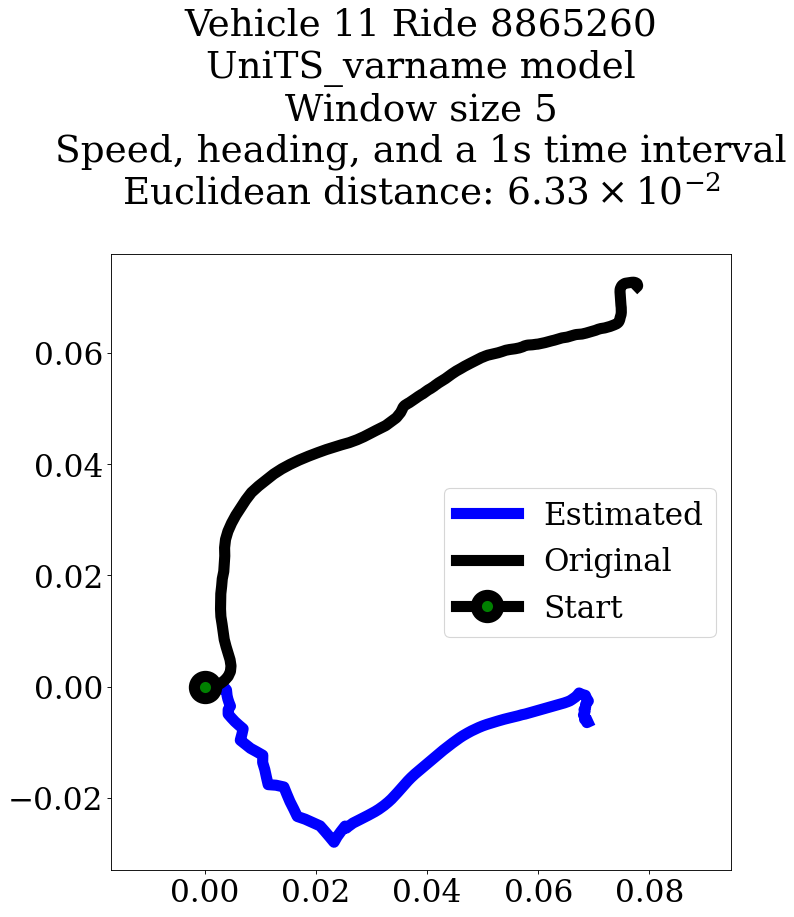 Vehicle 11 Ride 8865260
UniTS_varname model
Window size 5
Speed, heading, and a 1s time interval
Euclidean distance: 6.33 × 10⁻²
0.06
0.04
0.02
0.00
−0.02
Estimated
Original
Start
0.00 0.02 0.04 0.06 0.08